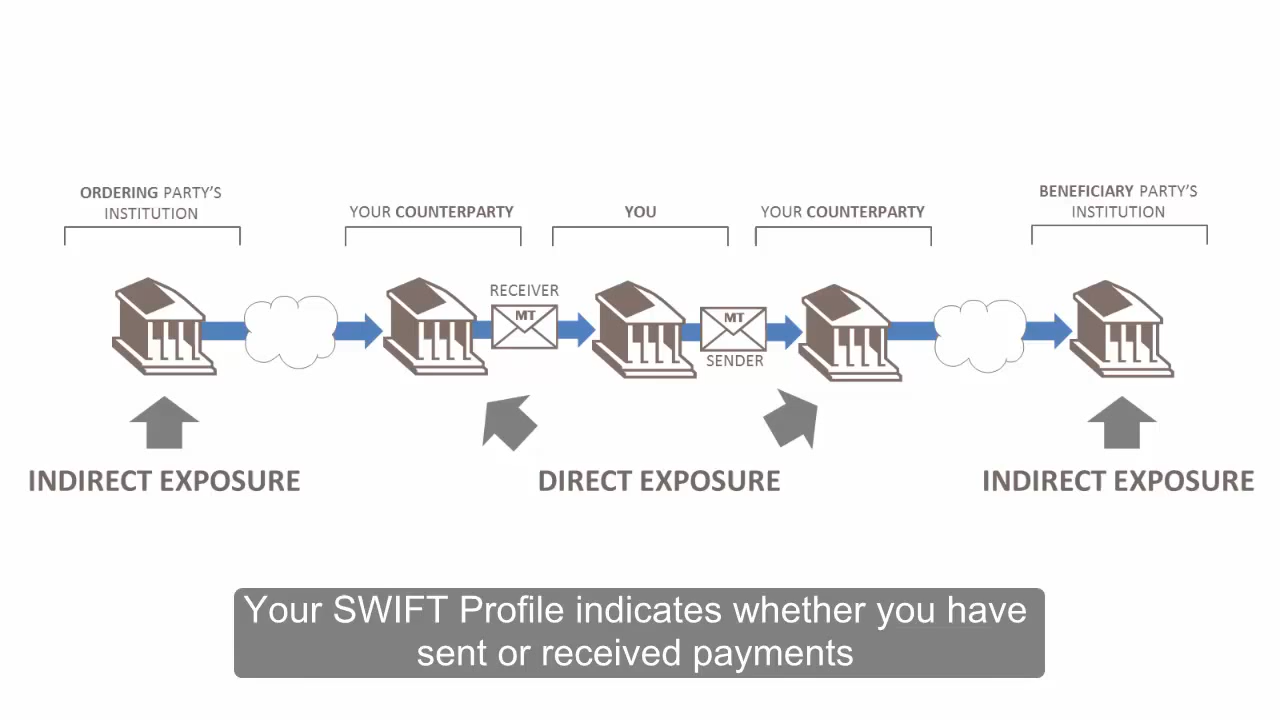 ORDERING PARTY'S
INSTITUTION
YOUR COUNTERPARTY
YOU
YOUR COUNTERPARTY
BENEFICIARY PARTY'S
INSTITUTION
RECEIVER
MT
MT
SENDER
INDIRECT EXPOSURE
DIRECT EXPOSURE
INDIRECT EXPOSURE
Your SWIFT Profile indicates whether you have
sent or received payments